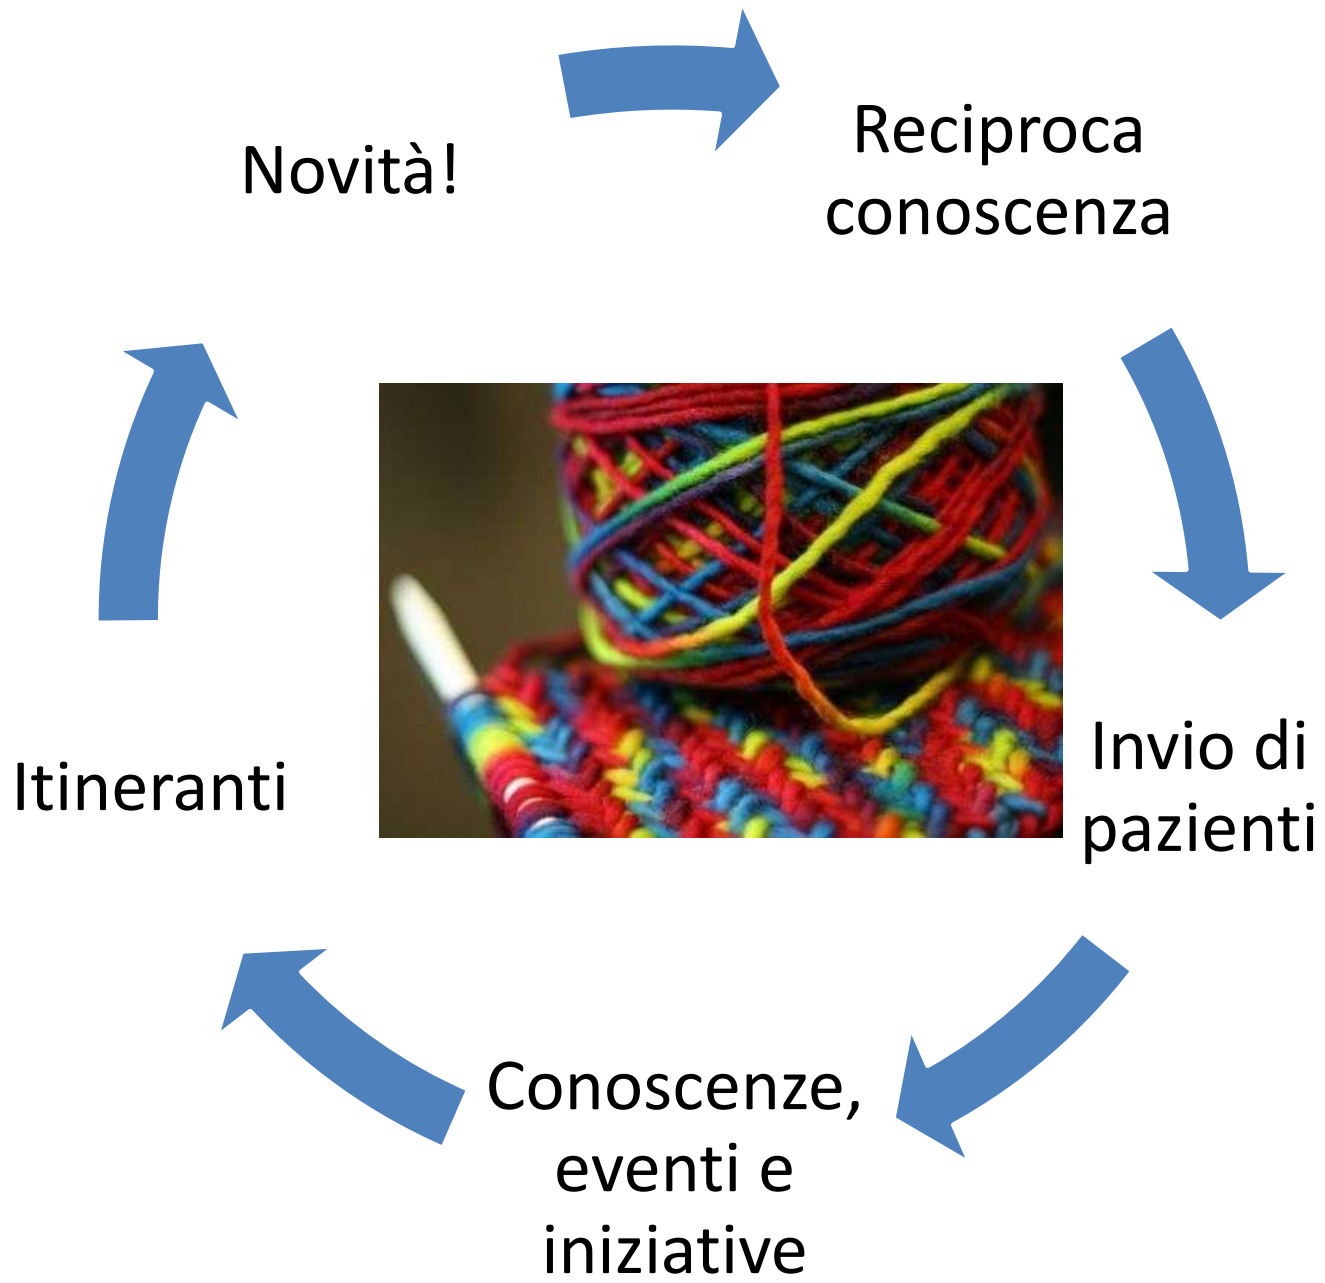 Novità!
Reciproca
conoscenza
Invio di
pazienti
Conoscenze,
eventi e
iniziative
Itineranti